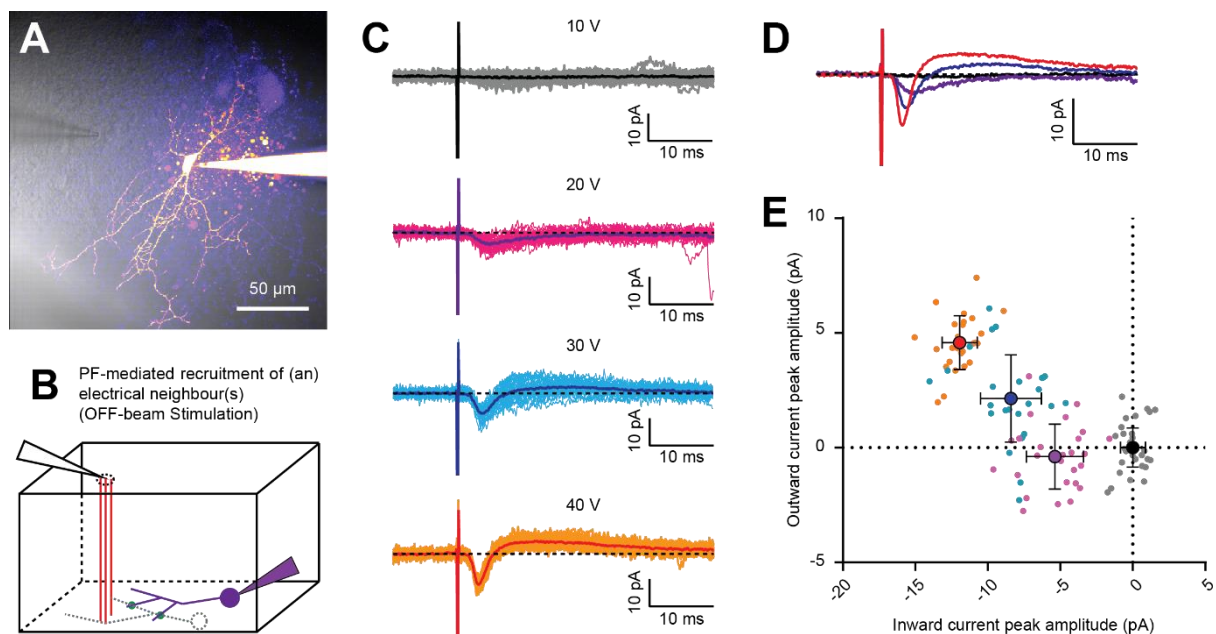 A
50 µm
B
PF-mediated recruitment of (an)
electrical neighbour(s)
(OFF-beam Stimulation)
C
10 V
10 pA
10 ms
20 V
10 pA
10 ms
30 V
10 pA
10 ms
40 V
10 pA
10 ms
D
10 pA
10 ms
E
10
5
0
-5
Outward current peak amplitude (pA)
-20
-15
-10
-5
0
5
Inward current peak amplitude (pA)